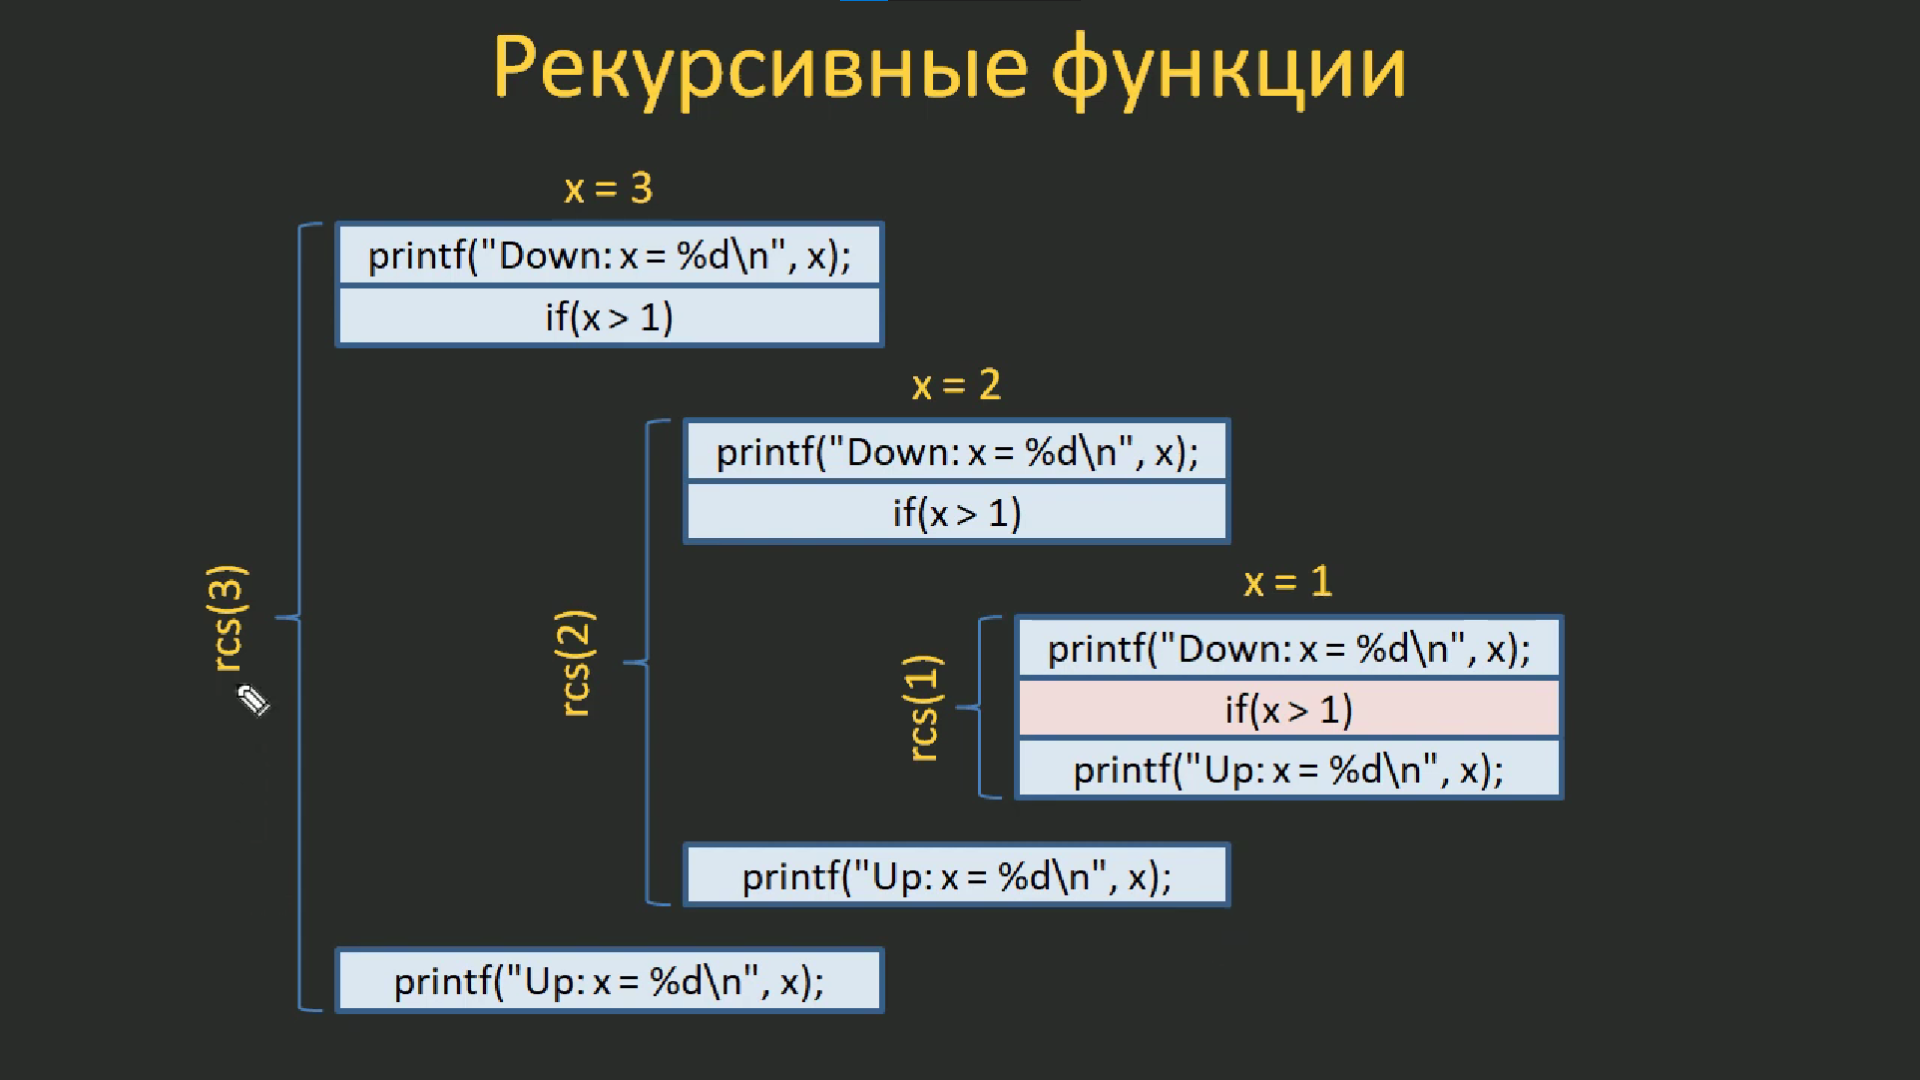 Рекурсивные функции
x = 3
printf("Down: x = %d\n", x);
if(x > 1)
x = 2
printf("Down: x = %d\n", x);
if(x > 1)
x = 1
printf("Down: x = %d\n", x);
if(x > 1)
printf("Up: x = %d\n", x);
printf("Up: x = %d\n", x);
printf("Up: x = %d\n", x);
rcs(3)
rcs(2)
rcs(1)